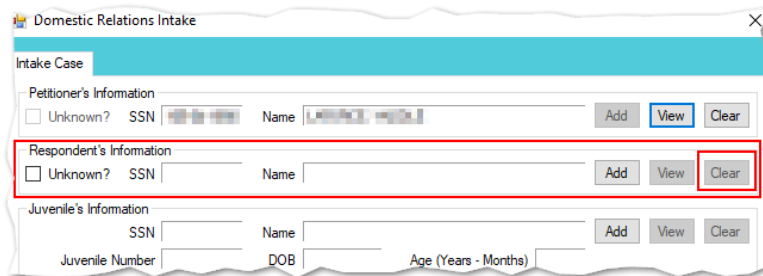 Domestic Relations Intake
Intake Case
Petitioner's Information
Unknown? SSN Name Add View Clear
Respondent's Information
Unknown? SSN Name Add View Clear
Juvenile's Information
SSN Name Add View Clear
Juvenile Number DOB Age (Years - Months)